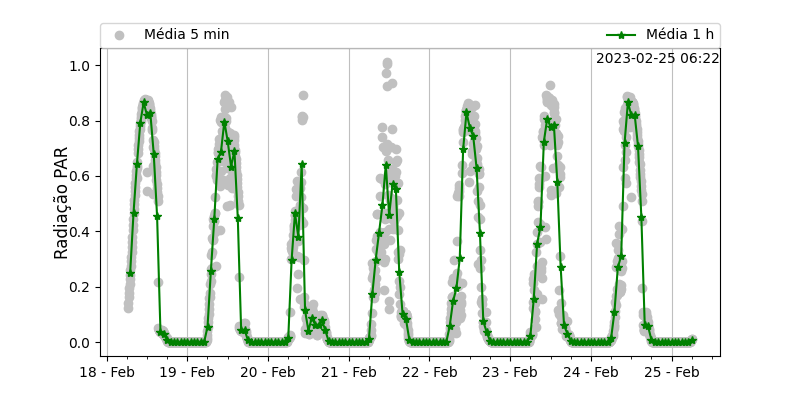 Média 5 min
Média 1 h
2023-02-25 06:22
Radiação PAR
1.0
0.8
0.6
0.4
0.2
0.0
18 - Feb
19 - Feb
20 - Feb
21 - Feb
22 - Feb
23 - Feb
24 - Feb
25 - Feb